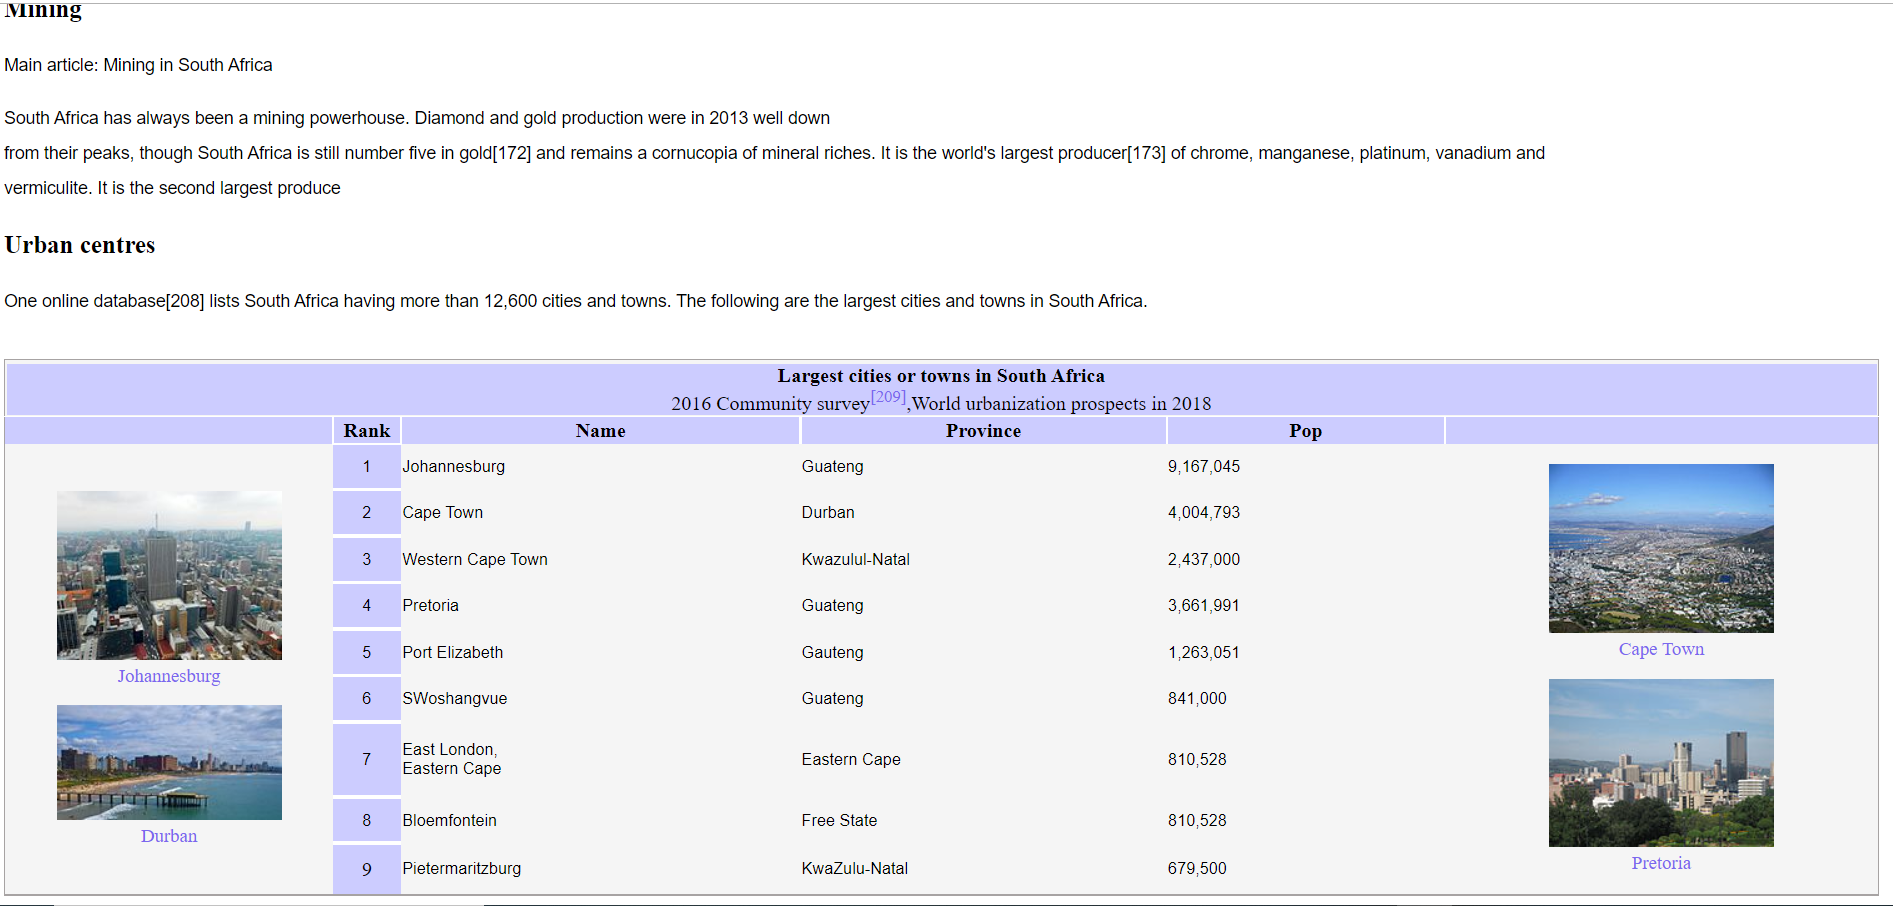 Mining
Main article: Mining in South Africa
South Africa has always been a mining powerhouse. Diamond and gold production were in 2013 well down
from their peaks, though South Africa is still number five in gold[172] and remains a cornucopia of mineral riches. It is the world's largest producer[173] of chrome, manganese, platinum, vanadium and
vermiculite. It is the second largest produce
Urban centres
One online database[208] lists South Africa having more than 12,600 cities and towns. The following are the largest cities and towns in South Africa.
Largest cities or towns in South Africa
2016 Community survey[209],World urbanization prospects in 2018
Rank Name Province Pop
1 Johannesburg Guateng 9,167,045
2 Cape Town Durban 4,004,793
3 Western Cape Town Kwazulul-Natal 2,437,000
4 Pretoria Guateng 3,661,991
5 Port Elizabeth Gauteng 1,263,051
6 SWoshangvue Guateng 841,000
7 East London,
Eastern Cape Eastern Cape 810,528
8 Bloemfontein Free State 810,528
9 Pietermaritzburg KwaZulu-Natal 679,500
Johannesburg
Durban
Cape Town
Pretoria